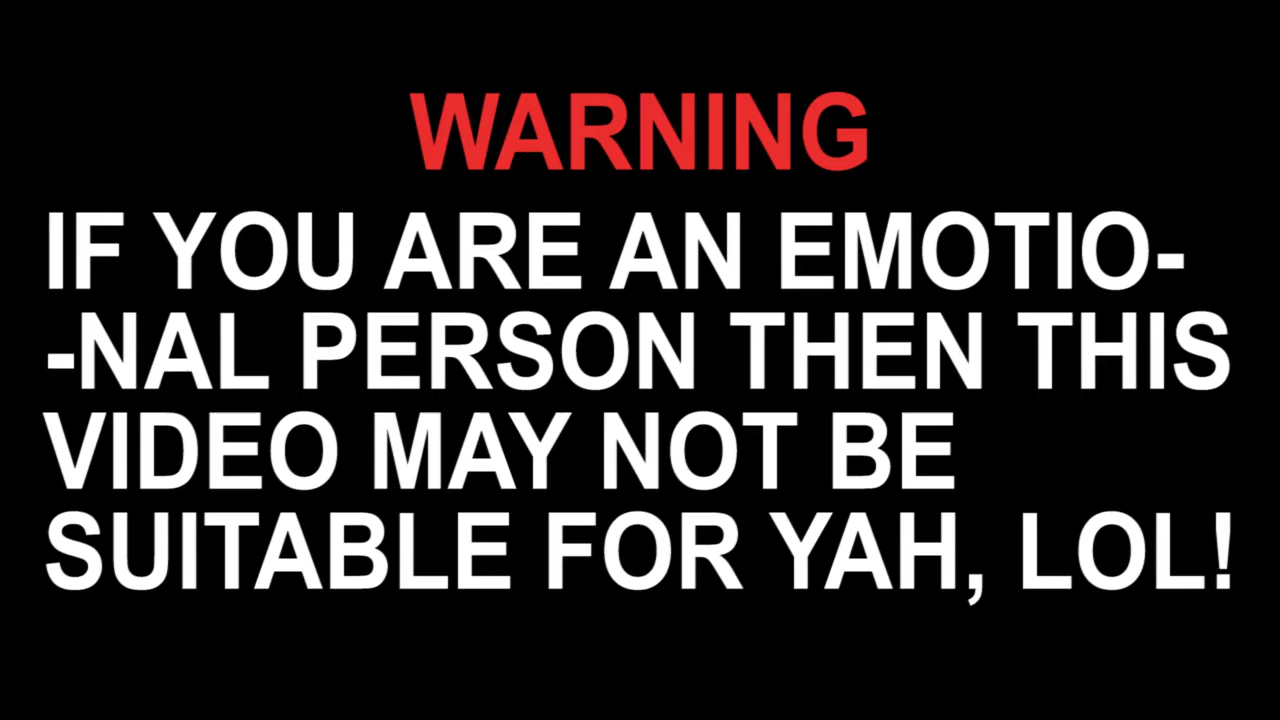 WARNING
IF YOU ARE AN EMOTIO-
-NAL PERSON THEN THIS
VIDEO MAY NOT BE
SUITABLE FOR YAH, LOL!